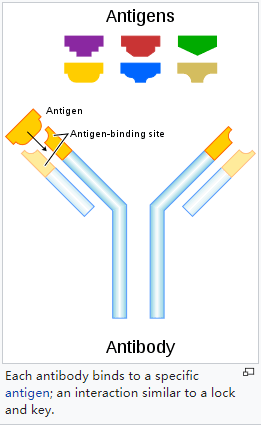 Antigens
Antigen
Antigen-binding site
Antibody
Each antibody binds to a specific
antigen; an interaction similar to a lock
and key.